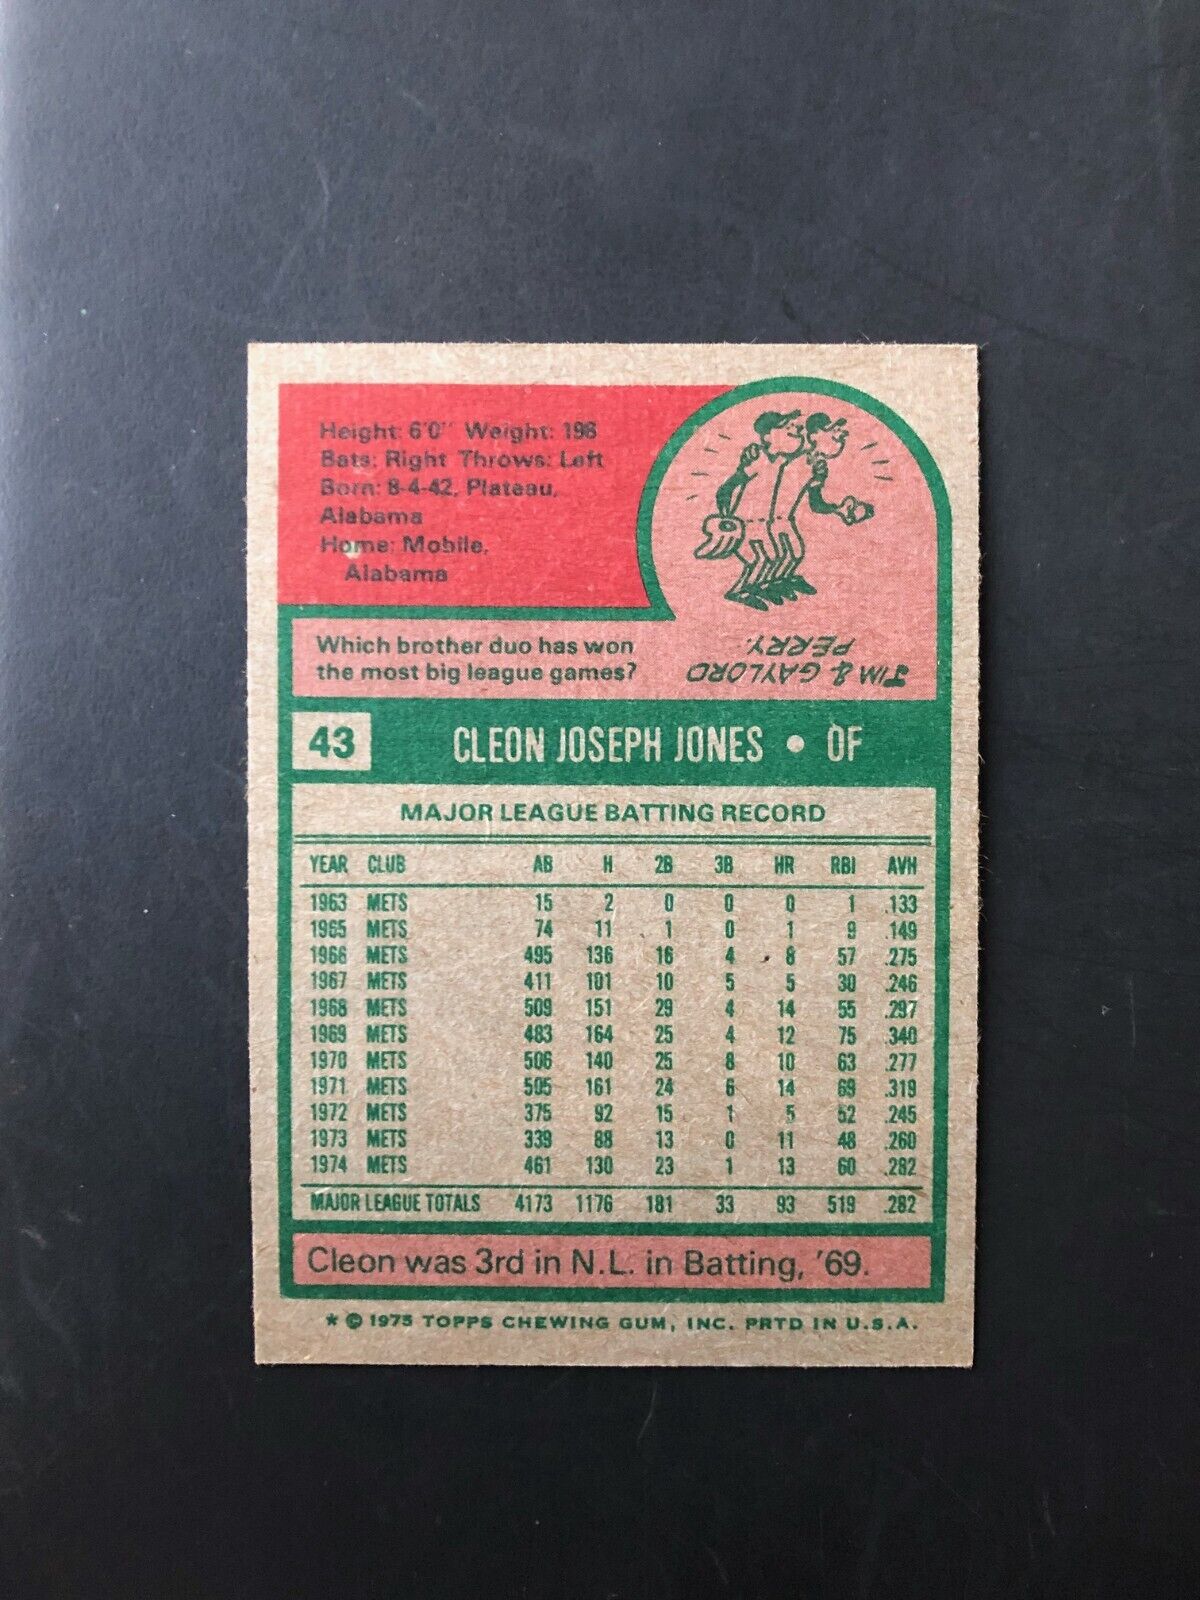 Height: 6'0" Weight: 198
Bats: Right Throws: Left
Born: 8-4-42, Plateau,
Alabama
Home: Mobile,
Alabama
Which brother duo has won
the most big league games?
JIM & GAYLORD
PERRY.
43 CLEON JOSEPH JONES • OF
MAJOR LEAGUE BATTING RECORD
YEAR CLUB AB H 2B 3B HR RBI AVH
1963 METS 15 2 0 0 0 1 .133
1965 METS 74 11 1 0 1 9 .149
1966 METS 495 136 16 4 8 57 .275
1967 METS 411 101 10 5 5 30 .246
1968 METS 509 151 29 4 14 55 .297
1969 METS 483 164 25 4 12 75 .340
1970 METS 506 140 25 8 10 63 .277
1971 METS 505 161 24 6 14 69 .319
1972 METS 375 92 15 1 5 52 .245
1973 METS 339 88 13 0 11 48 .260
1974 METS 461 130 23 1 13 60 .282
MAJOR LEAGUE TOTALS 4173 1176 181 33 93 519 .282
Cleon was 3rd in N.L. in Batting, '69.
* © 1975 TOPPS CHEWING GUM, INC. PRTD IN U.S.A.